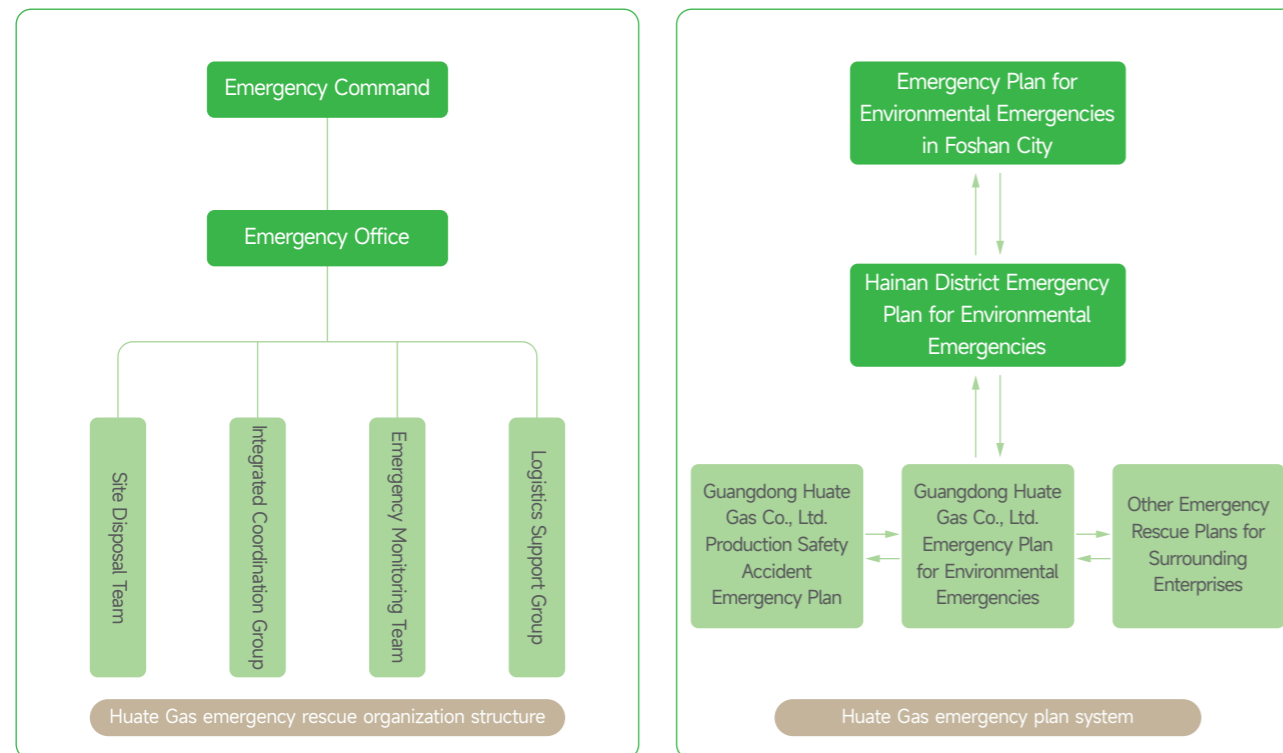 Emergency Command
Emergency Office
Site Disposal Team
Integrated Coordination Group
Emergency Monitoring Team
Logistics Support Group
Huate Gas emergency rescue organization structure
Emergency Plan for
Environmental Emergencies
in Foshan City
Hainan District Emergency
Plan for Environmental
Emergencies
Guangdong Huate
Gas Co., Ltd.
Production Safety
Accident
Emergency Plan
Guangdong Huate
Gas Co., Ltd.
Emergency Plan
for Environmental
Emergencies
Other Emergency
Rescue Plans for
Surrounding
Enterprises
Huate Gas emergency plan system